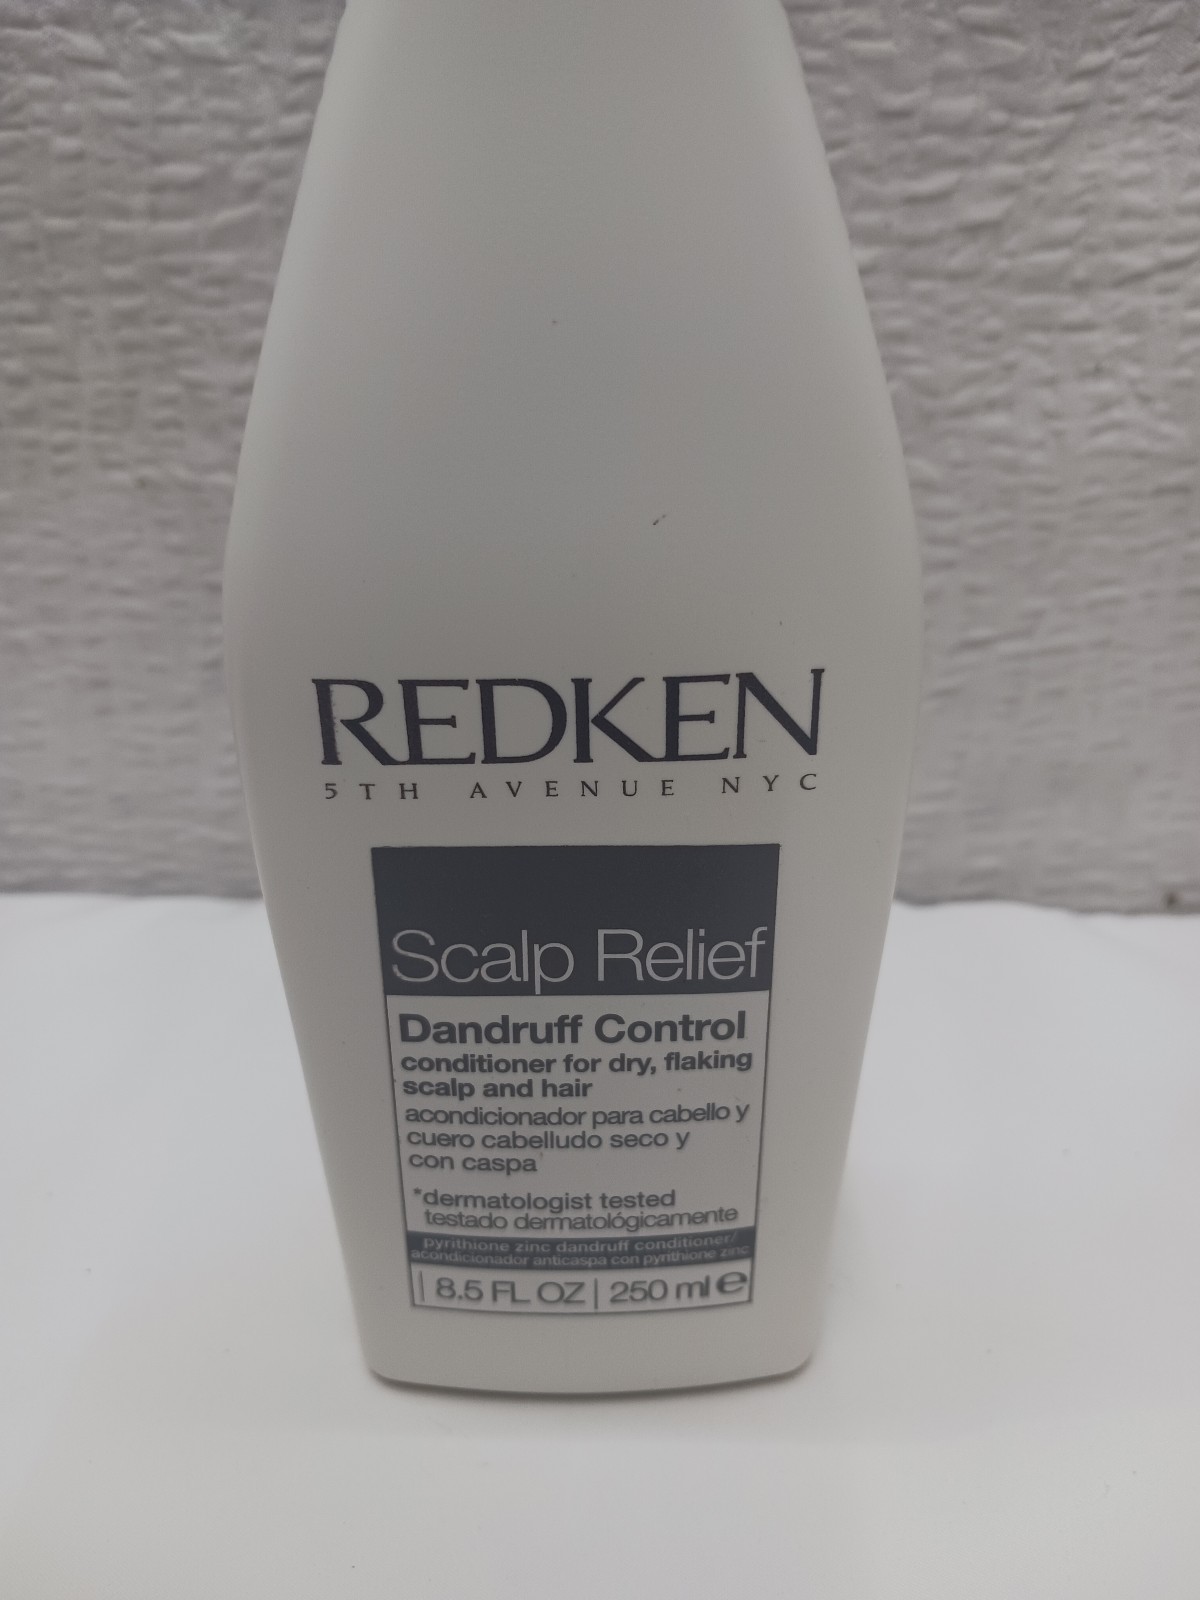 REDKEN
5TH AVENUE NYC
Scalp Relief
Dandruff Control
conditioner for dry, flaking
scalp and hair
acondicionador para cabello y
cuero cabelludo seco y
con caspa
*dermatologist tested
testado dermatológicamente
pyrithione zinc dandruff conditioner/
acondicionador anticaspa con pyrithione zinc
8.5 FL OZ | 250 ml e